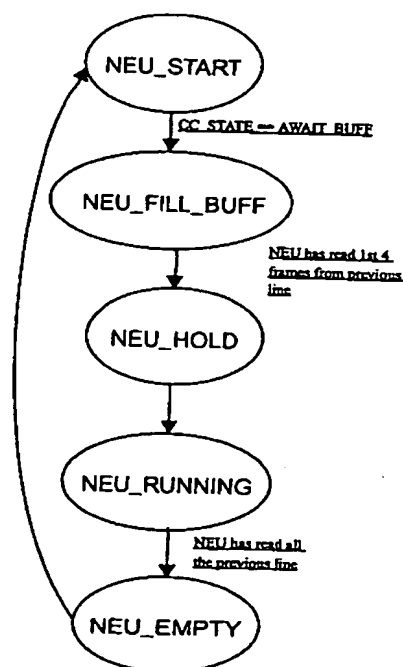 NEU_START
CC_STATE == AWAIT_BUFF
NEU_FILL_BUFF
NEU has read 1st 4
frames from previous
line
NEU_HOLD
NEU_RUNNING
NEU has read all
the previous line
NEU_EMPTY